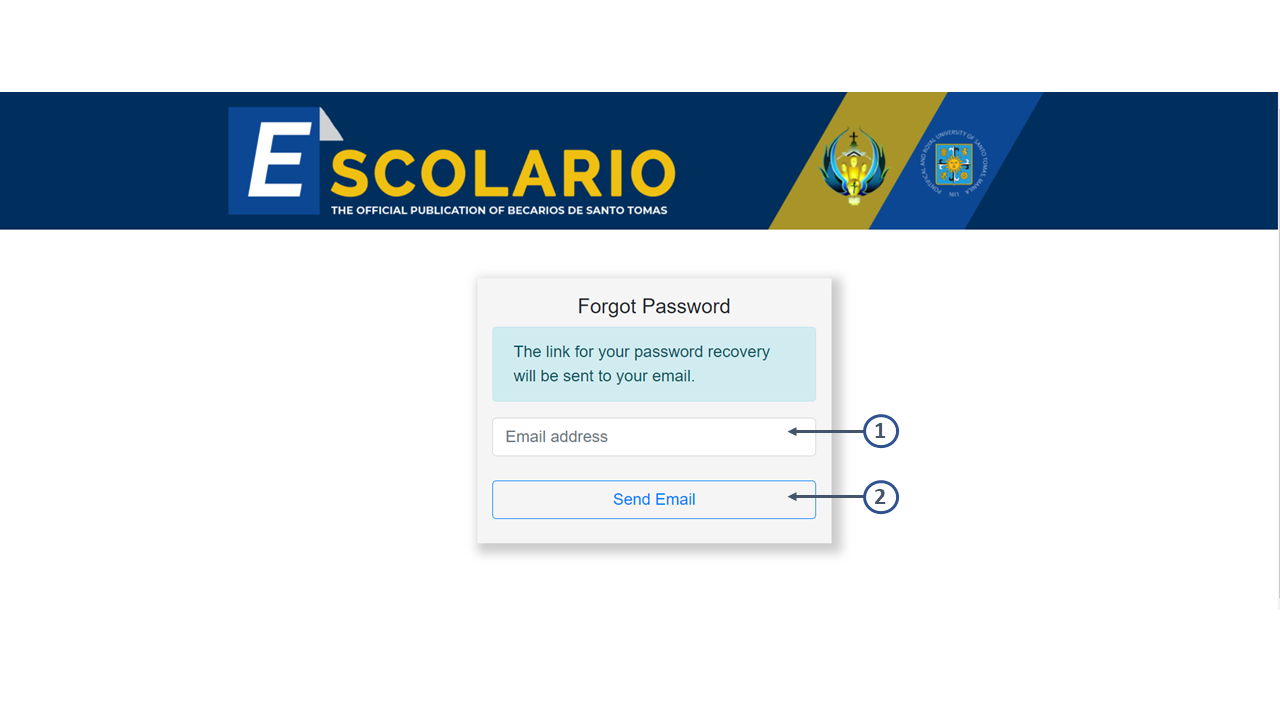 ESCOLARIO
THE OFFICIAL PUBLICATION OF BECARIOS DE SANTO TOMAS
PONTIFICAL AND ROYAL UNIVERSITY OF SANTO TOMAS, MANILA
1611
Forgot Password
The link for your password recovery
will be sent to your email.
Email address
1
Send Email
2